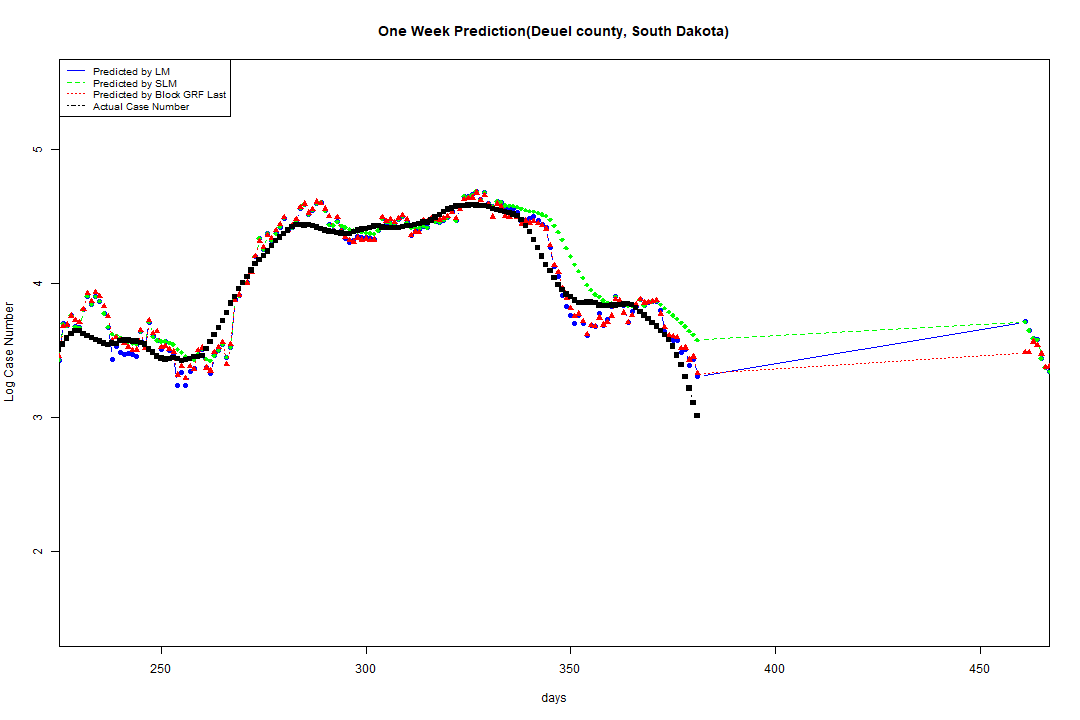 One Week Prediction(Deuel county, South Dakota)
Predicted by LM
Predicted by SLM
Predicted by Block GRF Last
Actual Case Number
Log Case Number
5
4
3
2
250 300 350 400 450
days